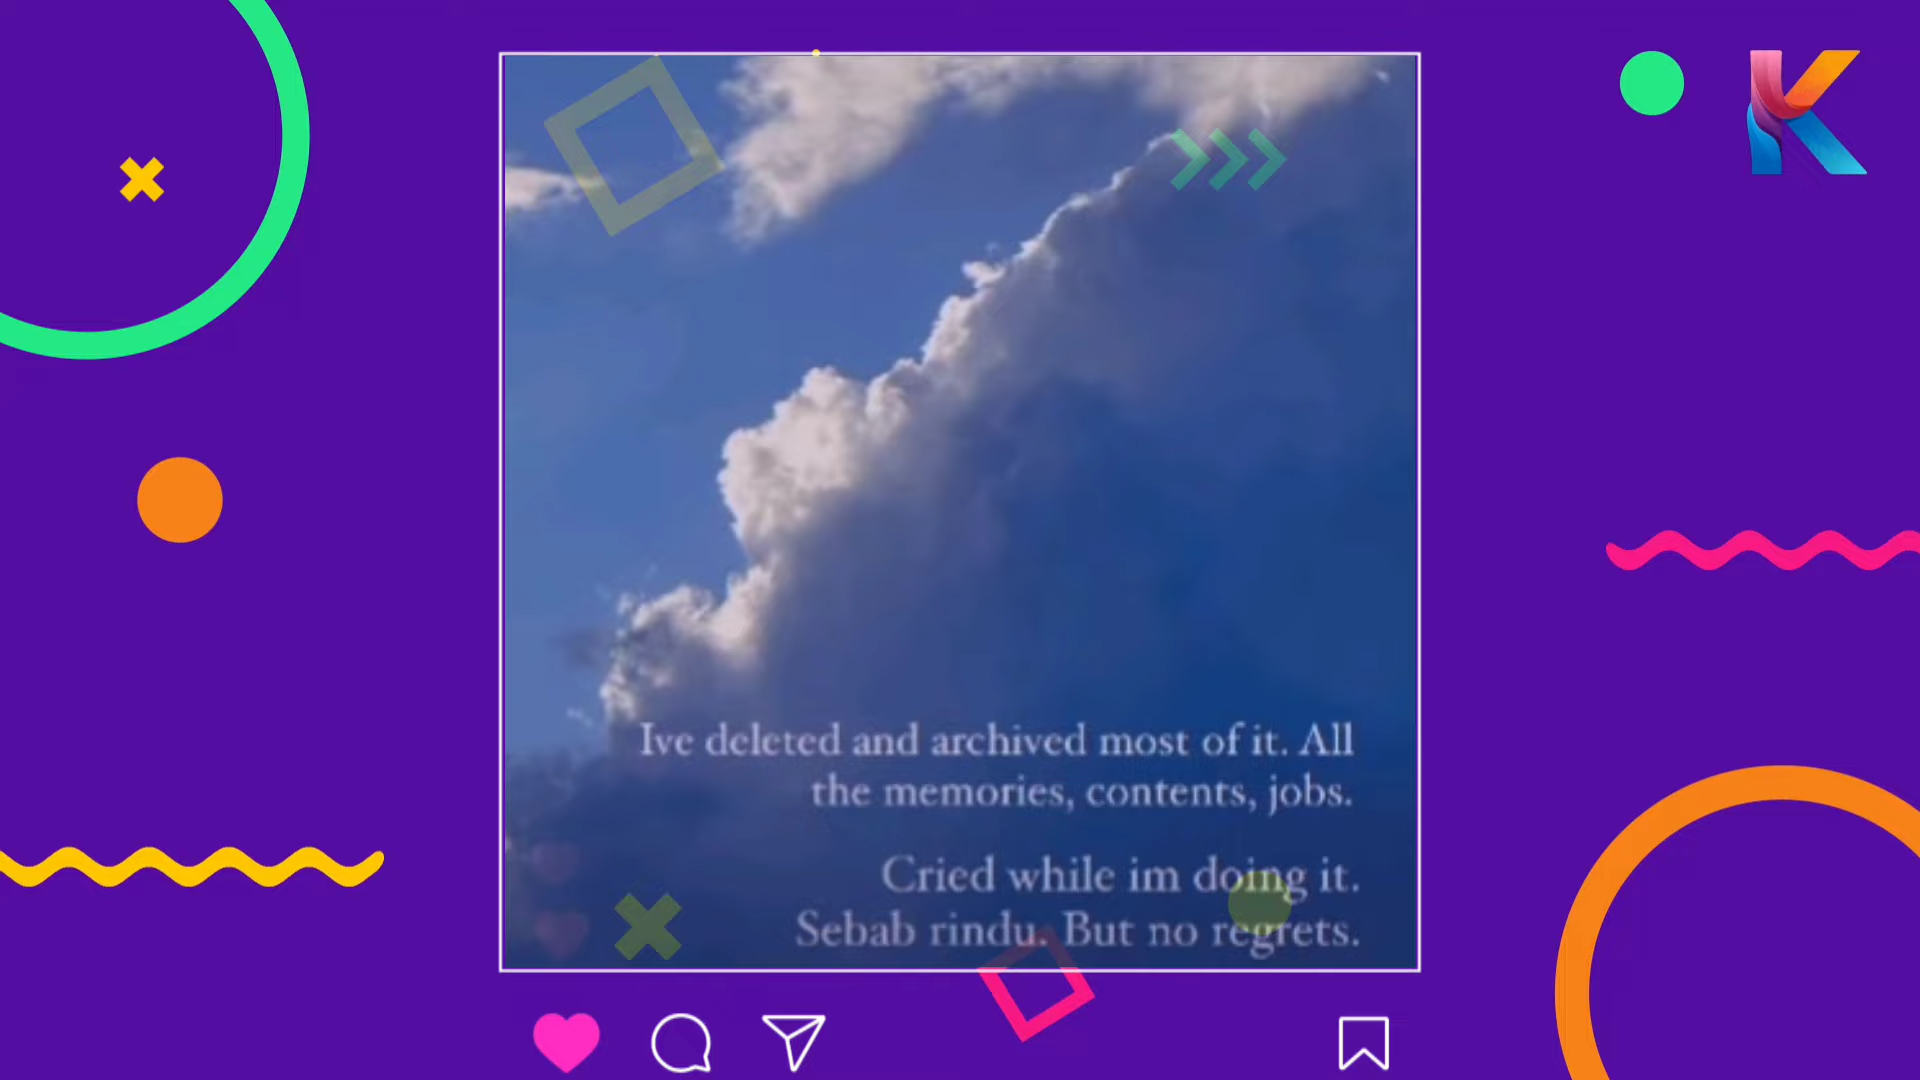 Ive deleted and archived most of it. All
the memories, contents, jobs.
Cried while im doing it.
Sebab rindu. But no regrets.